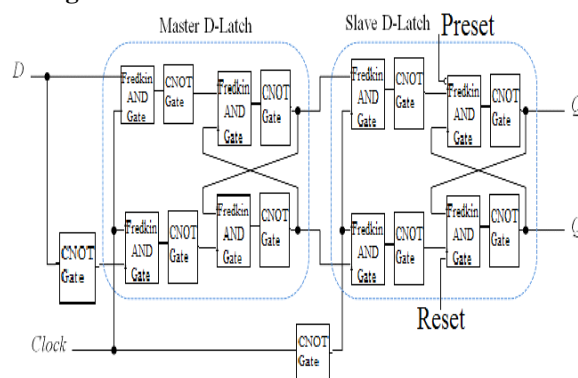 Master D-Latch
Slave D-Latch
Preset
D
Fredkin
AND
Gate
CNOT
Gate
Fredkin
AND
Gate
CNOT
Gate
Fredkin
AND
Gate
CNOT
Gate
Fredkin
AND
Gate
CNOT
Gate
Q
CNOT
Gate
Fredkin
AND
Gate
CNOT
Gate
Fredkin
AND
Gate
CNOT
Gate
Fredkin
AND
Gate
CNOT
Gate
Fredkin
AND
Gate
CNOT
Gate
Q
Reset
Clock
CNOT
Gate